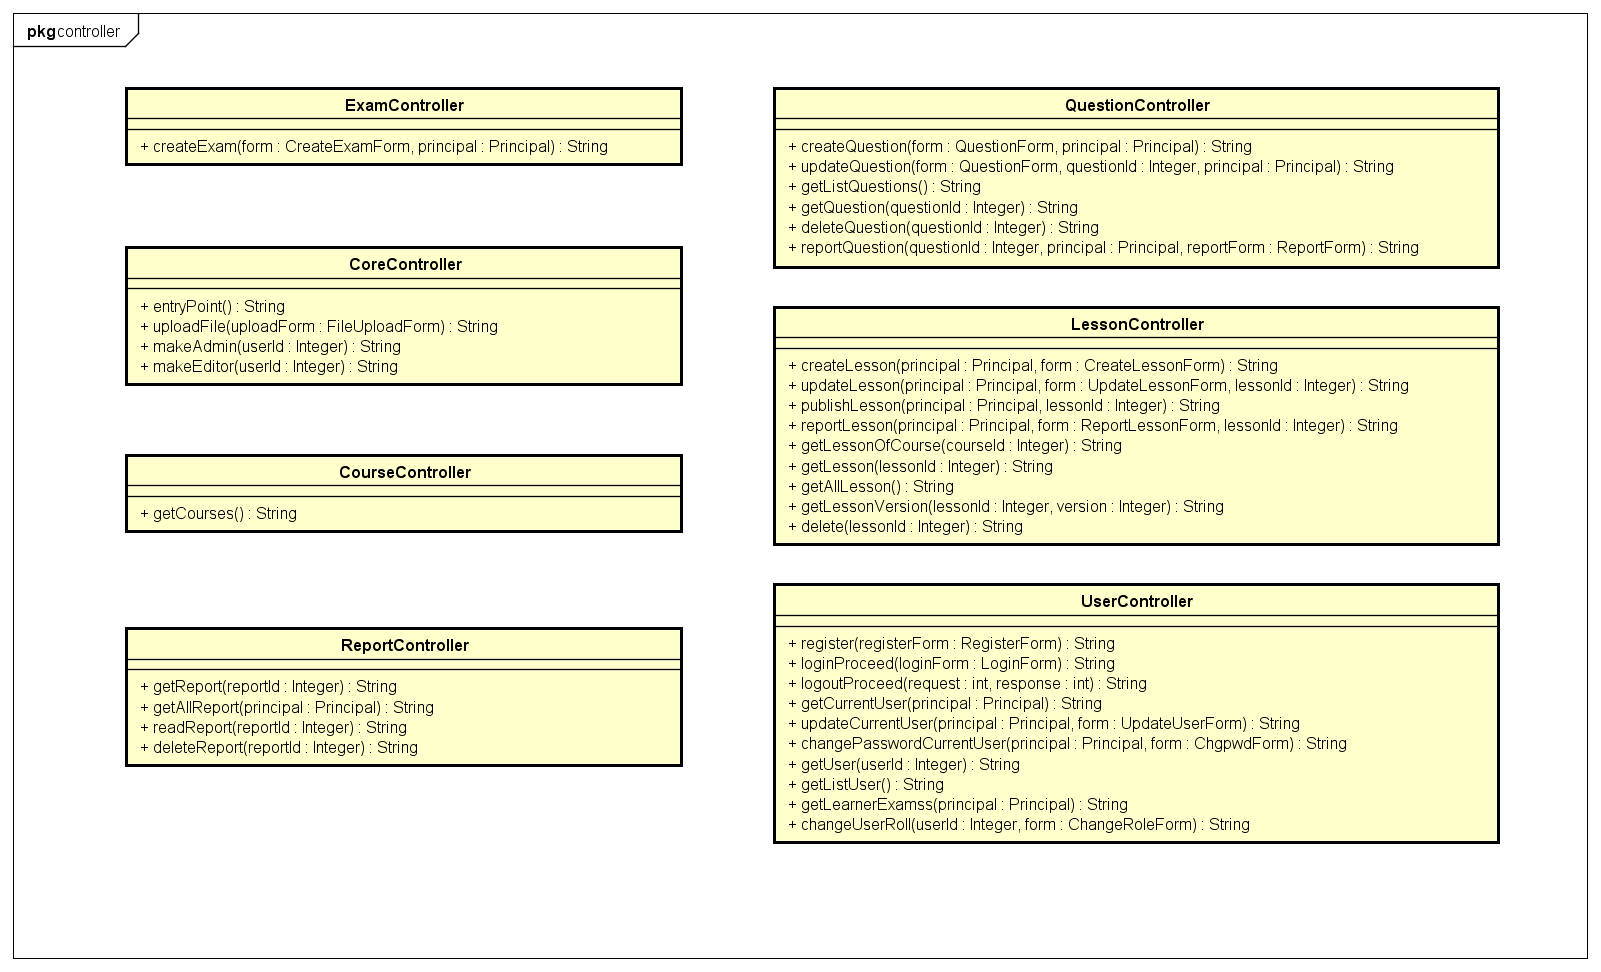 pkg controller
ExamController
+ createExam(form : CreateExamForm, principal : Principal) : String
CoreController
+ entryPoint() : String
+ uploadFile(uploadForm : FileUploadForm) : String
+ makeAdmin(userId : Integer) : String
+ makeEditor(userId : Integer) : String
CourseController
+ getCourses() : String
ReportController
+ getReport(reportId : Integer) : String
+ getAllReport(principal : Principal) : String
+ readReport(reportId : Integer) : String
+ deleteReport(reportId : Integer) : String
QuestionController
+ createQuestion(form : QuestionForm, principal : Principal) : String
+ updateQuestion(form : QuestionForm, questionId : Integer, principal : Principal) : String
+ getListQuestions() : String
+ getQuestion(questionId : Integer) : String
+ deleteQuestion(questionId : Integer) : String
+ reportQuestion(questionId : Integer, principal : Principal, reportForm : ReportForm) : String
LessonController
+ createLesson(principal : Principal, form : CreateLessonForm) : String
+ updateLesson(principal : Principal, form : UpdateLessonForm, lessonId : Integer) : String
+ publishLesson(principal : Principal, lessonId : Integer) : String
+ reportLesson(principal : Principal, form : ReportLessonForm, lessonId : Integer) : String
+ getLessonOfCourse(courseId : Integer) : String
+ getLesson(lessonId : Integer) : String
+ getAllLesson() : String
+ getLessonVersion(lessonId : Integer, version : Integer) : String
+ delete(lessonId : Integer) : String
UserController
+ register(registerForm : RegisterForm) : String
+ loginProceed(loginForm : LoginForm) : String
+ logoutProceed(request : int, response : int) : String
+ getCurrentUser(principal : Principal) : String
+ updateCurrentUser(principal : Principal, form : UpdateUserForm) : String
+ changePasswordCurrentUser(principal : Principal, form : ChgpwdForm) : String
+ getUser(userId : Integer) : String
+ getListUser() : String
+ getLearnerExamss(principal : Principal) : String
+ changeUserRoll(userId : Integer, form : ChangeRoleForm) : String